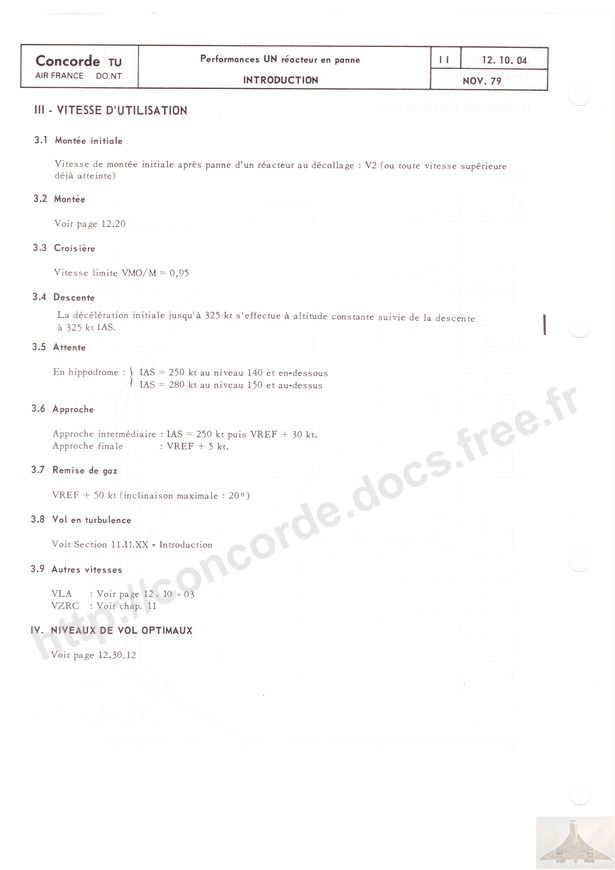 Concorde TU
AIR FRANCE DO.NT
Performances UN réacteur en panne
INTRODUCTION
II
12. 10. 04
NOV. 79
III - VITESSE D'UTILISATION
3.1 Montée initiale
Vitesse de montée initiale après panne d'un réacteur au décollage : V2 (ou toute vitesse supérieure
déjà atteinte)
3.2 Montée
Voir page 12.20
3.3 Croisière
Vitesse limite VMO/M = 0,95
3.4 Descente
La décélération initiale jusqu'à 325 kt s'effectue à altitude constante suivie de la descente
à 325 kt IAS.
3.5 Attente
En hippodrome : IAS = 250 kt au niveau 140 et en-dessous
IAS = 280 kt au niveau 150 et au-dessus
3.6 Approche
Approche intermédiaire : IAS = 250 kt puis VREF + 30 kt.
Approche finale : VREF + 5 kt.
3.7 Remise de gaz
VREF + 50 kt (inclinaison maximale : 20°)
3.8 Vol en turbulence
Voir Section 11.11.XX - Introduction
3.9 Autres vitesses
VLA : Voir page 12 . 10 - 03
VZRC : Voir chap. 11
IV. NIVEAUX DE VOL OPTIMAUX
Voir page 12.30.12
http://concorde.docs.free.fr